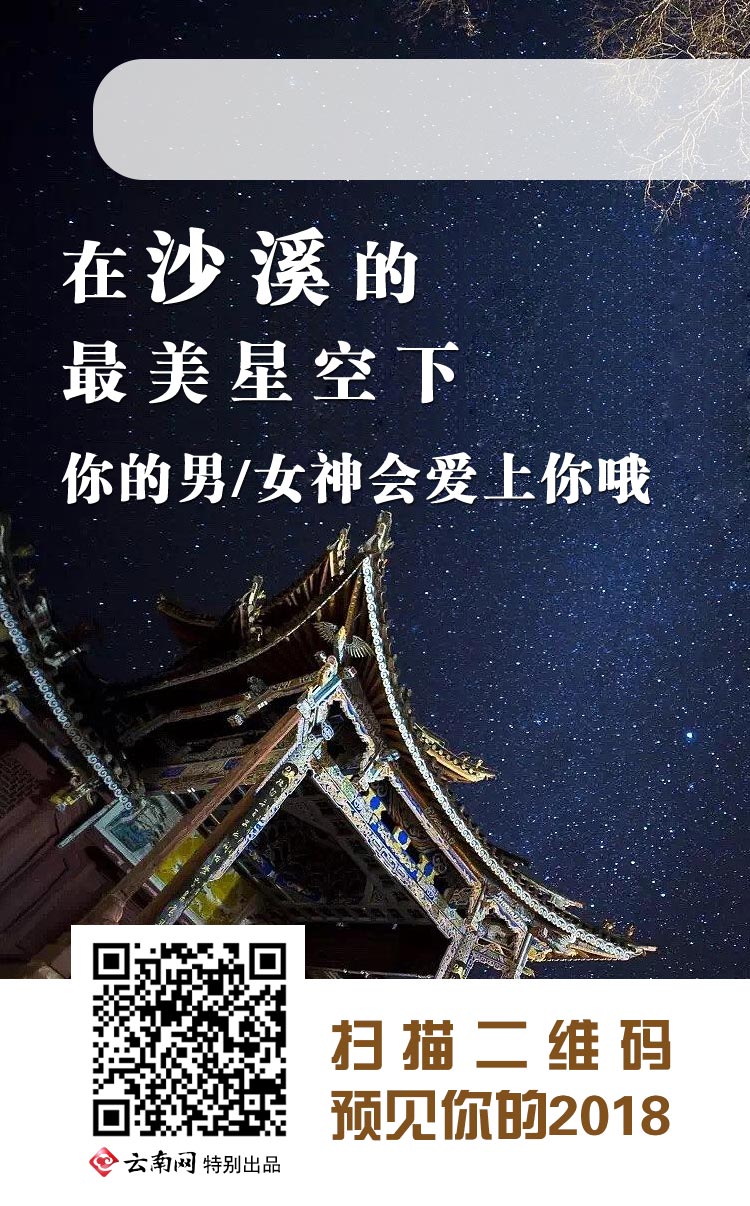 在沙溪的
最美星空下
你的男/女神会爱上你哦
扫描二维码
预见你的2018
云南网 特别出品